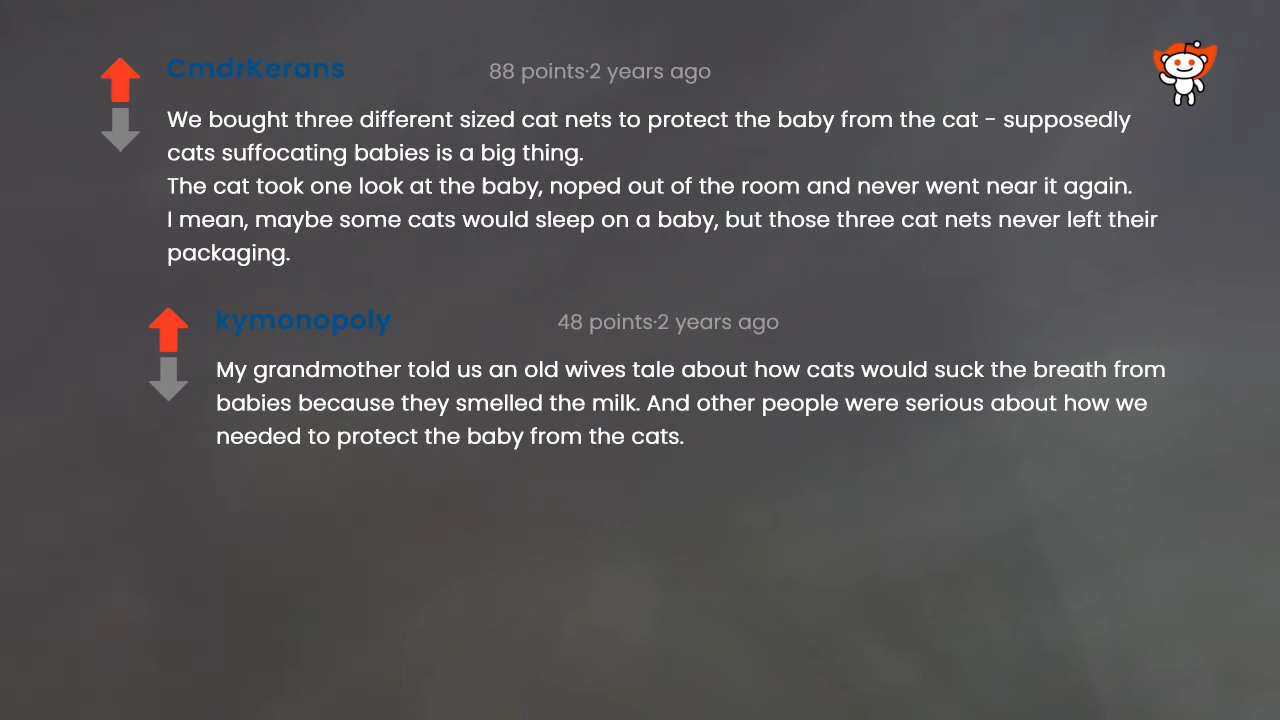 CmdrKerans 88 points·2 years ago
We bought three different sized cat nets to protect the baby from the cat - supposedly
cats suffocating babies is a big thing.
The cat took one look at the baby, noped out of the room and never went near it again.
I mean, maybe some cats would sleep on a baby, but those three cat nets never left their
packaging.
kymonopoly 48 points·2 years ago
My grandmother told us an old wives tale about how cats would suck the breath from
babies because they smelled the milk. And other people were serious about how we
needed to protect the baby from the cats.